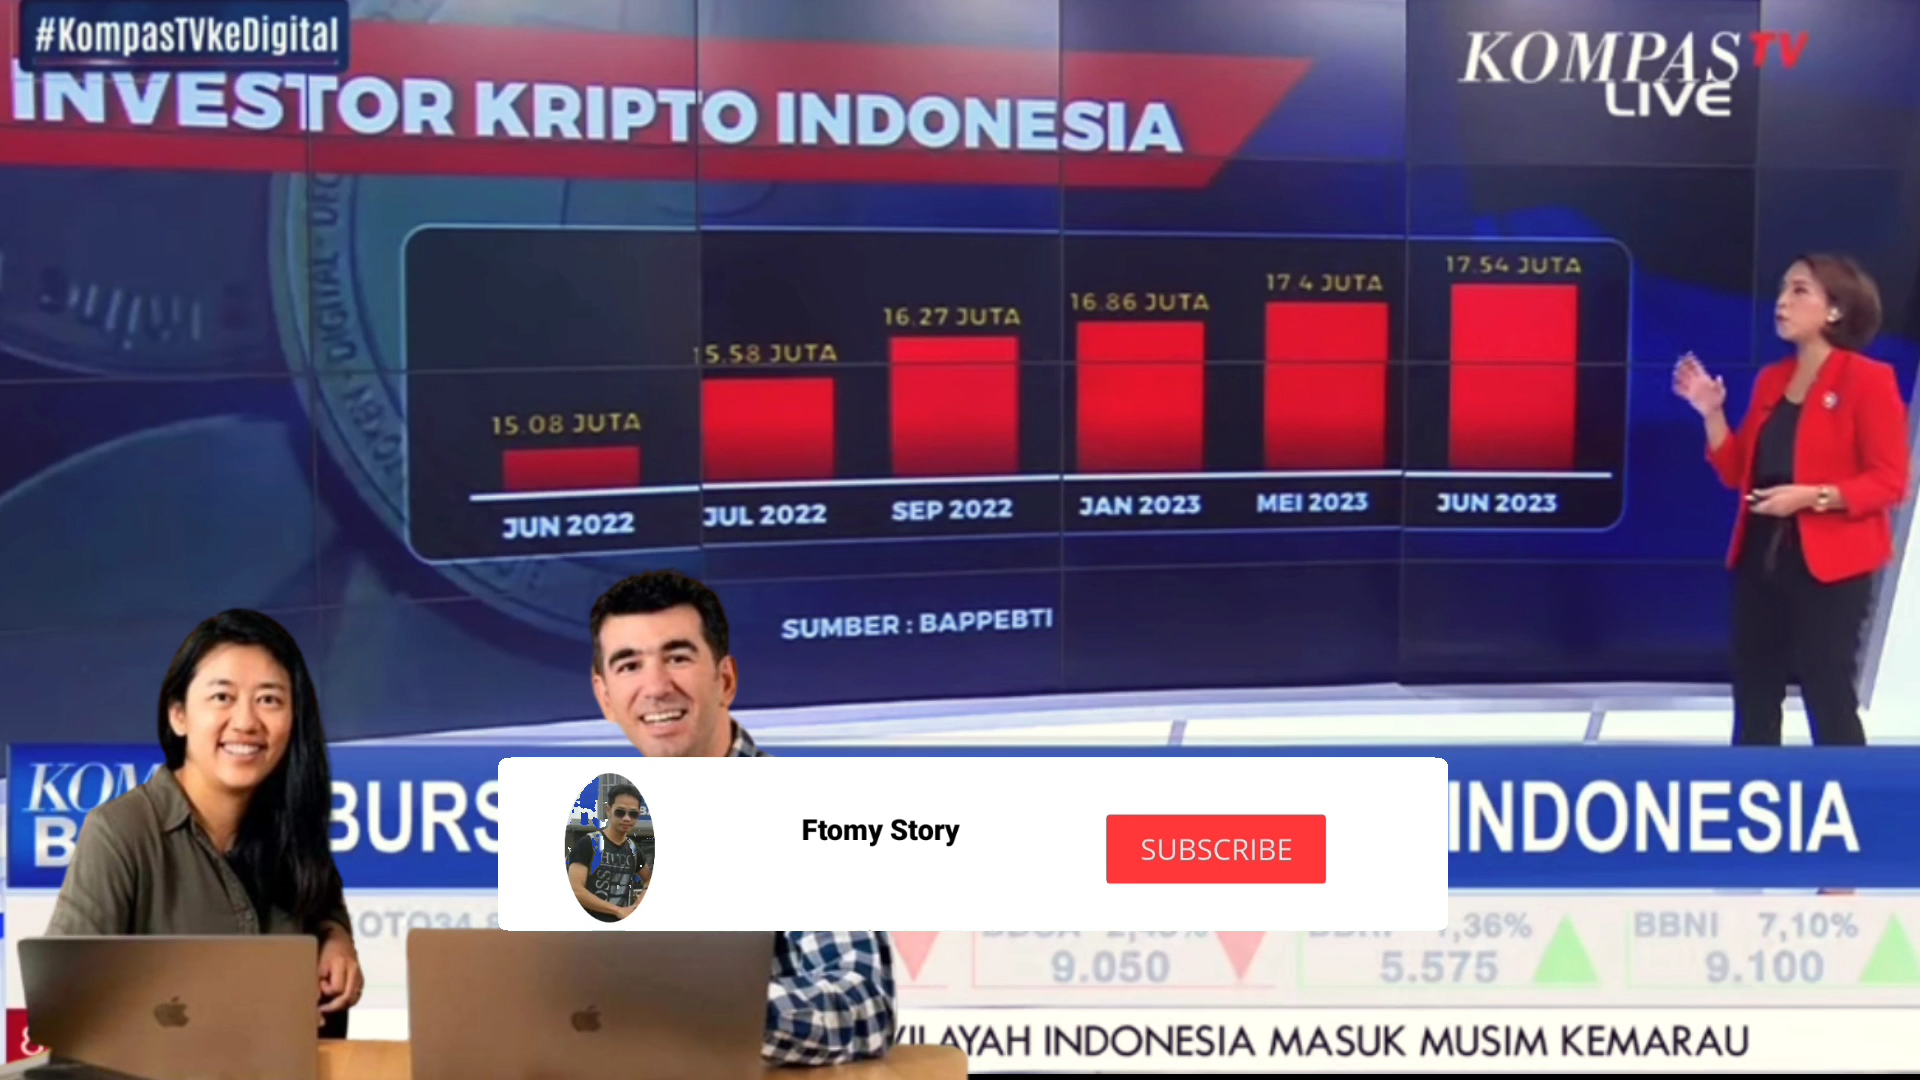 #KompasTVkeDigital
KOMPAS TV
LIVE
INVESTOR KRIPTO INDONESIA
17.54 JUTA
17.4 JUTA
16.86 JUTA
16.27 JUTA
15.58 JUTA
15.08 JUTA
JUN 2022
JUL 2022
SEP 2022
JAN 2023
MEI 2023
JUN 2023
SUMBER : BAPPEBTI
INDONESIA
Ftomy Story
SUBSCRIBE
BBNI 7,10%
9.050
5.575
9.100
INDONESIA MASUK MUSIM KEMARAU